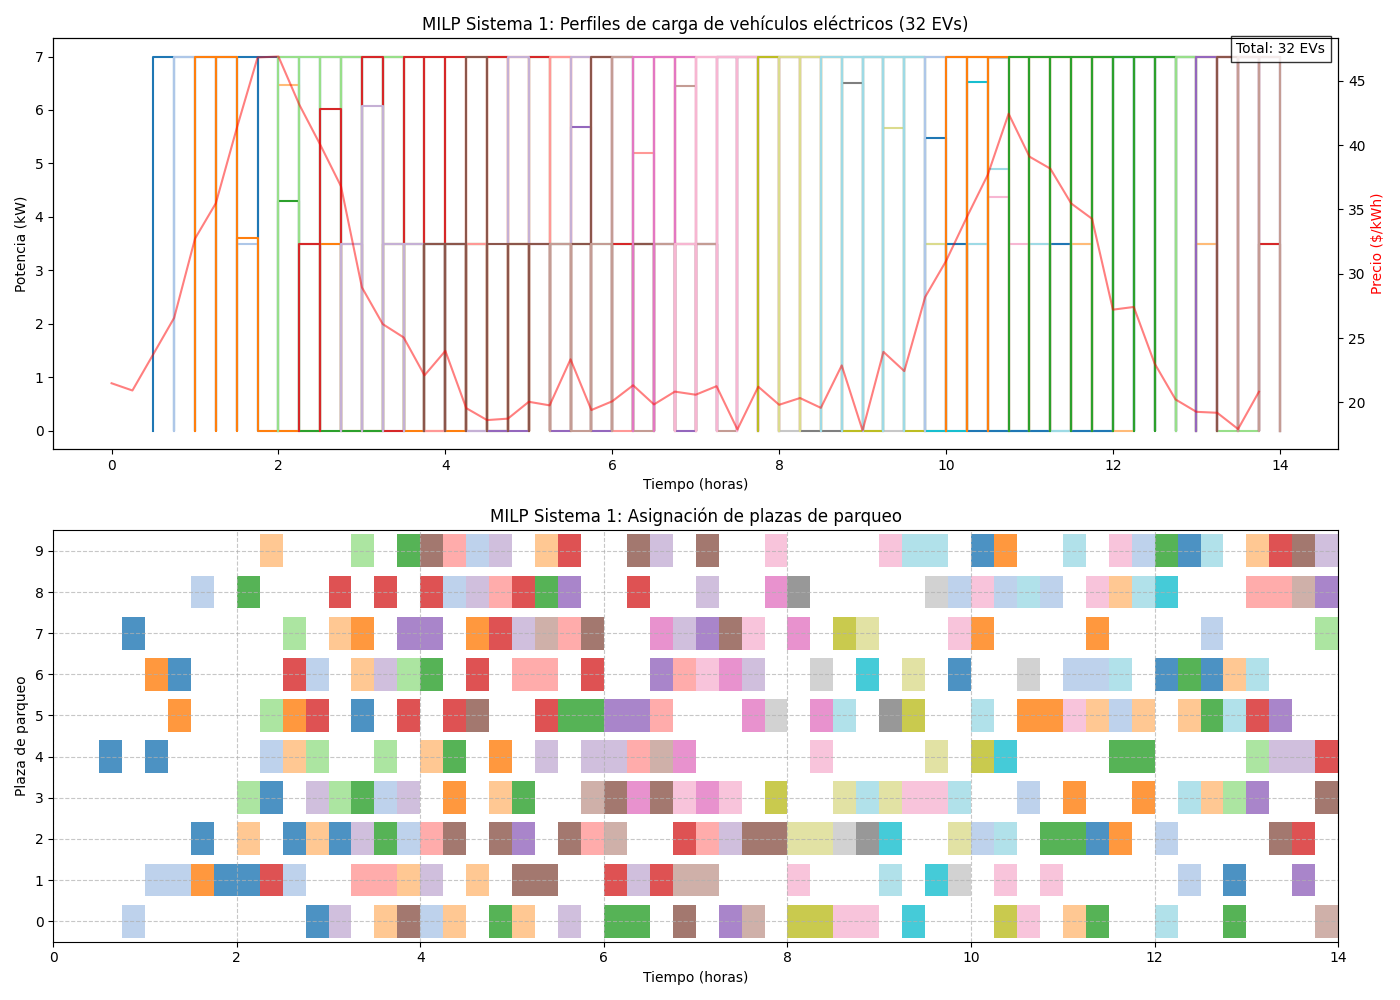 MILP Sistema 1: Perfiles de carga de vehículos eléctricos (32 EVs)
Total: 32 EVs
Potencia (kW)
7
6
5
4
3
2
1
0
45
40
35
30
25
20
Precio ($/kWh)
0 2 4 6 8 10 12 14
Tiempo (horas)
MILP Sistema 1: Asignación de plazas de parqueo
Plaza de parqueo
9
8
7
6
5
4
3
2
1
0
0 2 4 6 8 10 12 14
Tiempo (horas)